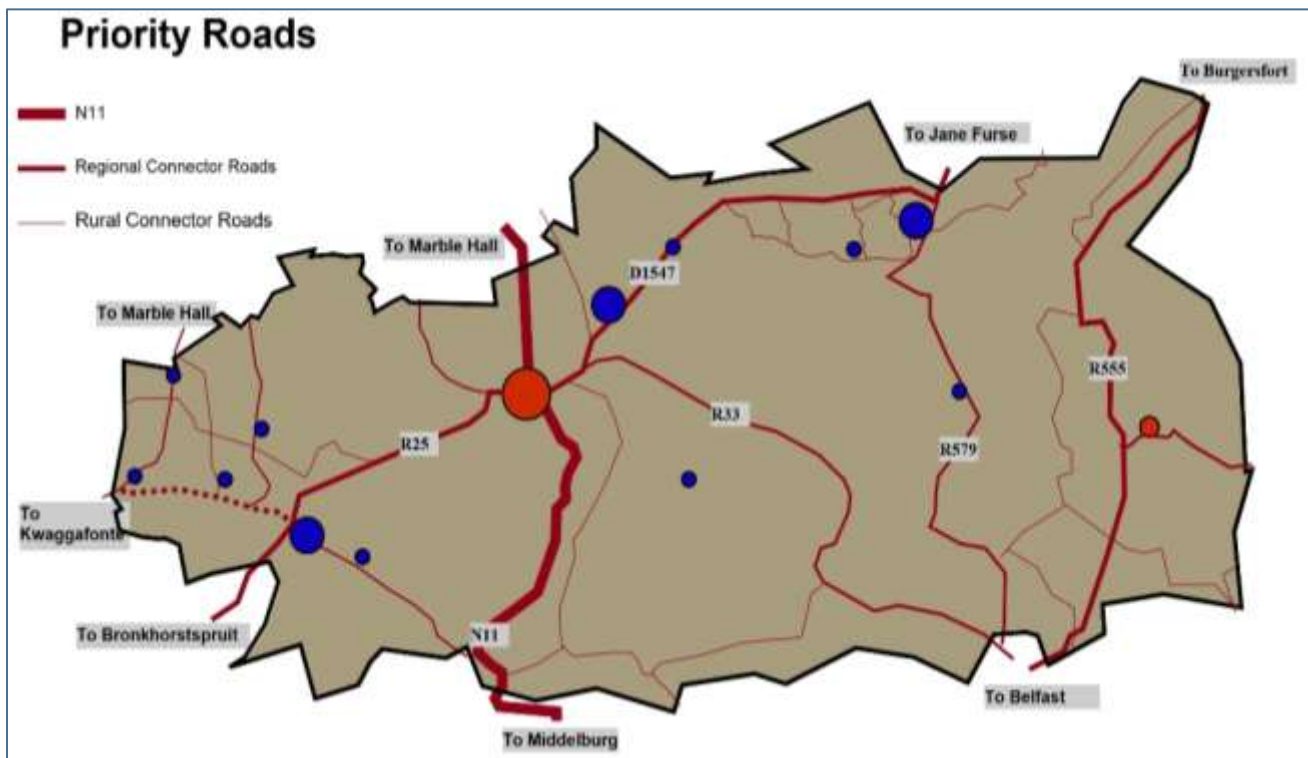 Priority Roads
To Burgersfort
N11
To Jane Furse
Regional Connector Roads
Rural Connector Roads
To Marble Hall
D1547
To Marble Hall
R555
R33
R25
R579
To
Kwaggafonte
To Bronkhorstspruit
N11
To Belfast
To Middelburg